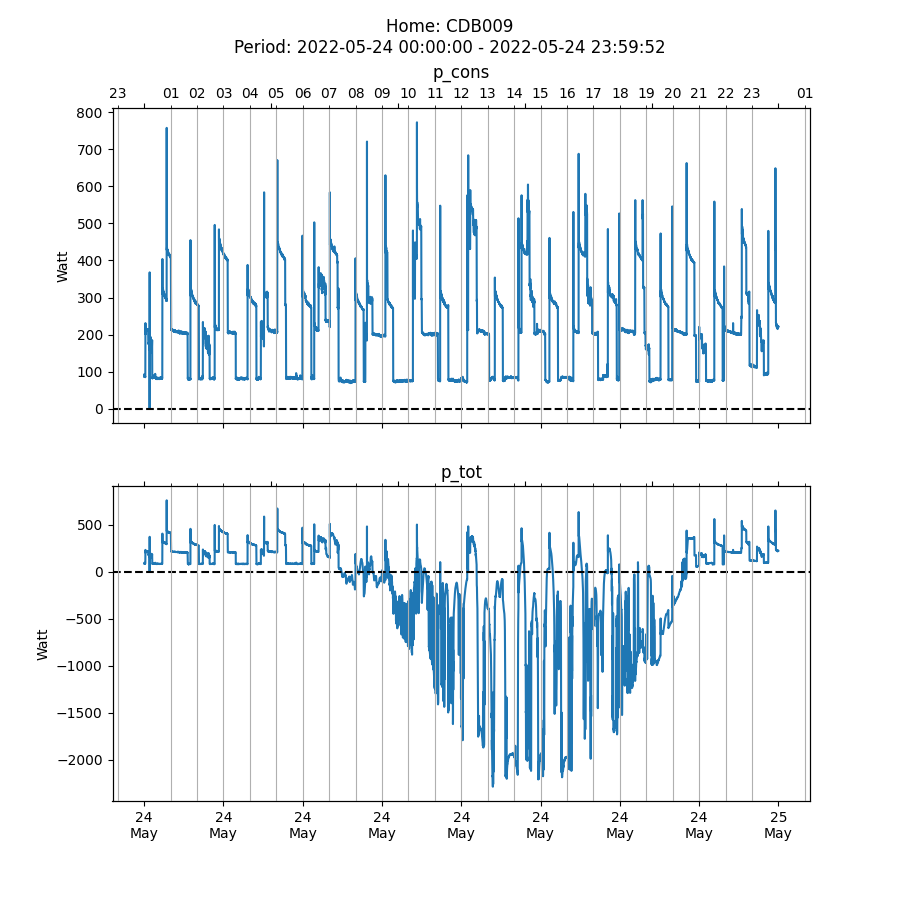 Home: CDB009
Period: 2022-05-24 00:00:00 - 2022-05-24 23:59:52
p_cons
23 01 02 03 04 05 06 07 08 09 10 11 12 13 14 15 16 17 18 19 20 21 22 23 01
800
700
600
500
400
300
200
100
0
Watt
p_tot
500
0
−500
−1000
−1500
−2000
Watt
24 24 24 24 24 24 24 24 25
May May May May May May May May May